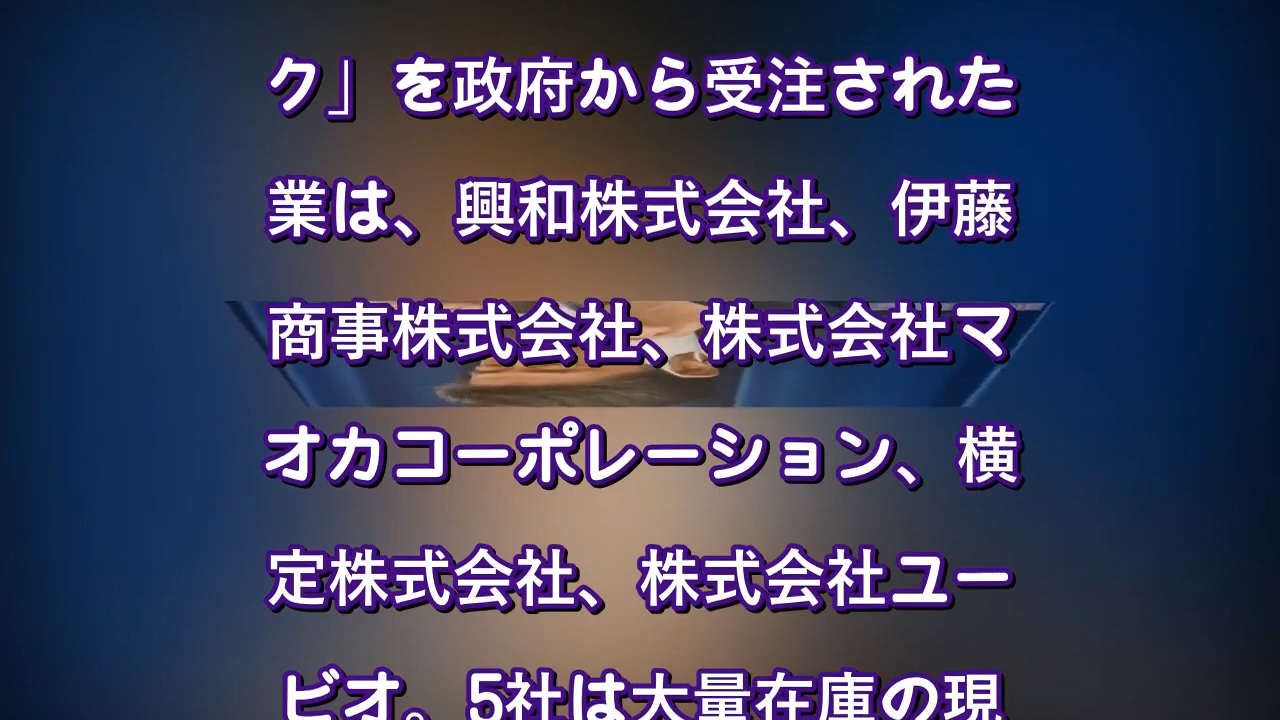 ク」を政府から受注された
業は、興和株式会社、伊藤
商事株式会社、株式会社マ
オカコーポレーション、横
定株式会社、株式会社ユー
ビオ。5社は大量在庫の現